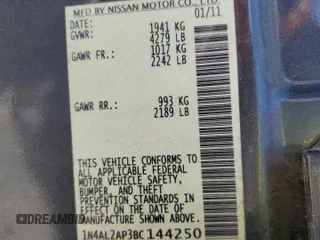 MFD BY NISSAN MOTOR CO., LTD.
DATE: 01/11
GVWR: 1941 KG
4279 LB
GAWR FR.: 1017 KG
2242 LB
GAWR RR.: 993 KG
2189 LB
THIS VEHICLE CONFORMS TO
ALL APPLICABLE FEDERAL
MOTOR VEHICLE SAFETY,
BUMPER, AND THEFT
PREVENTION STANDARDS
IN EFFECT ON THE DATE OF
MANUFACTURE SHOWN ABOVE.
1N4AL2AP3BC144250
DREAMBID